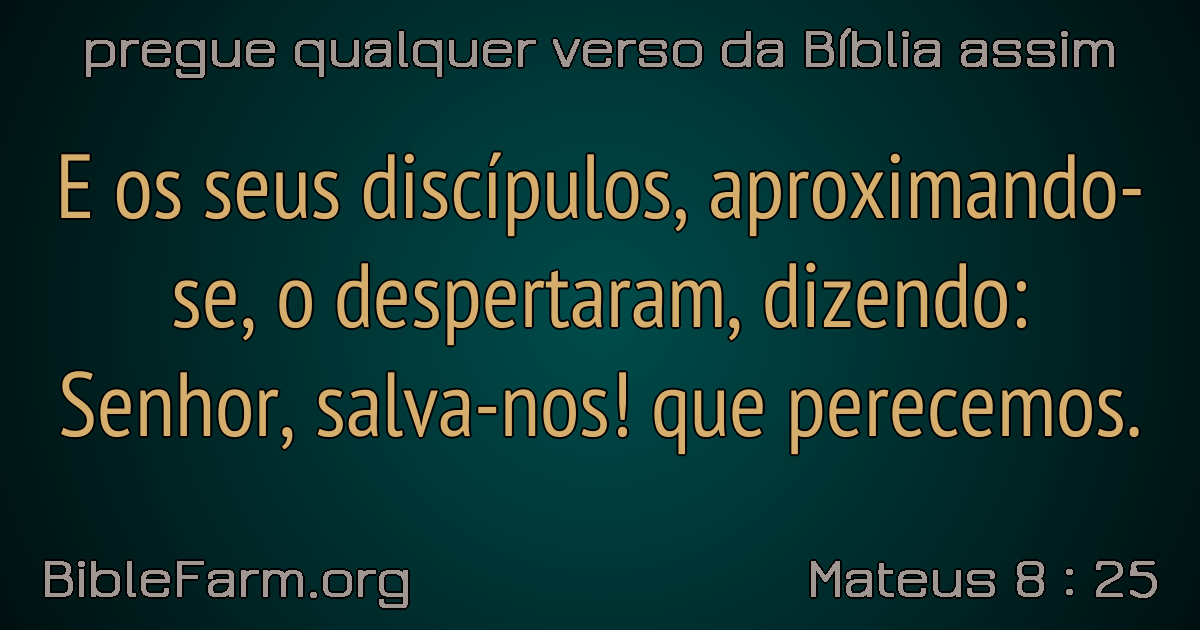 pregue qualquer verso da Bíblia assim
E os seus discípulos, aproximando-
se, o despertaram, dizendo:
Senhor, salva-nos! que perecemos.
BibleFarm.org
Mateus 8 : 25